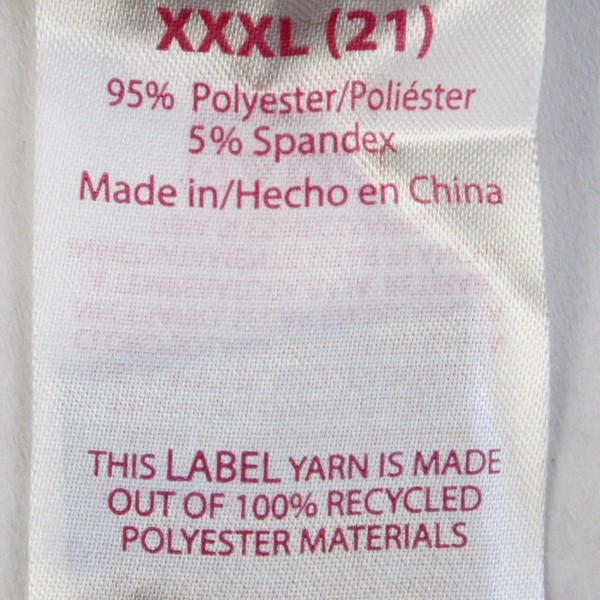 XXXL (21)
95% Polyester/Poliéster
5% Spandex
Made in/Hecho en China
THIS LABEL YARN IS MADE
OUT OF 100% RECYCLED
POLYESTER MATERIALS